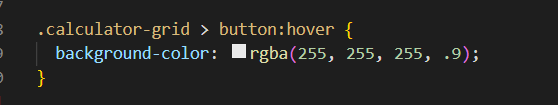 .calculator-grid > button:hover {
background-color: rgba(255, 255, 255, .9);
}